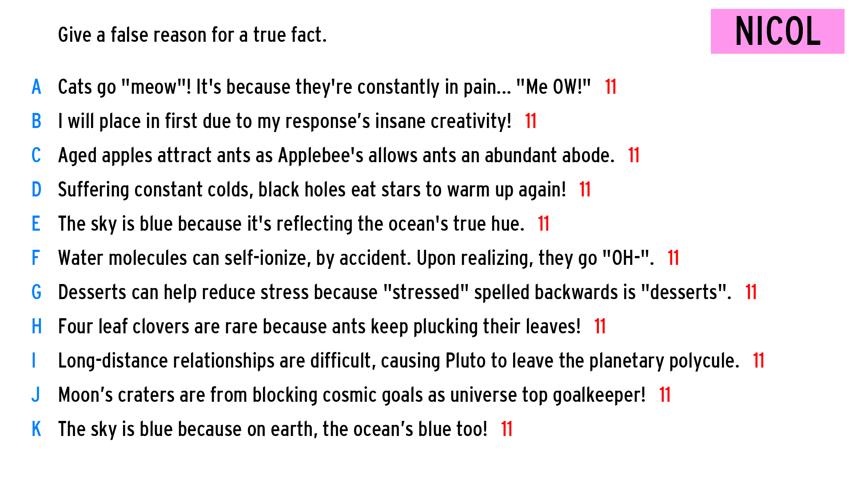 Give a false reason for a true fact.
NICOL
A Cats go "meow"! It's because they're constantly in pain... "Me OW!" 11
B I will place in first due to my response’s insane creativity! 11
C Aged apples attract ants as Applebee's allows ants an abundant abode. 11
D Suffering constant colds, black holes eat stars to warm up again! 11
E The sky is blue because it's reflecting the ocean's true hue. 11
F Water molecules can self-ionize, by accident. Upon realizing, they go "OH-". 11
G Desserts can help reduce stress because "stressed" spelled backwards is "desserts". 11
H Four leaf clovers are rare because ants keep plucking their leaves! 11
I Long-distance relationships are difficult, causing Pluto to leave the planetary polycule. 11
J Moon’s craters are from blocking cosmic goals as universe top goalkeeper! 11
K The sky is blue because on earth, the ocean’s blue too! 11